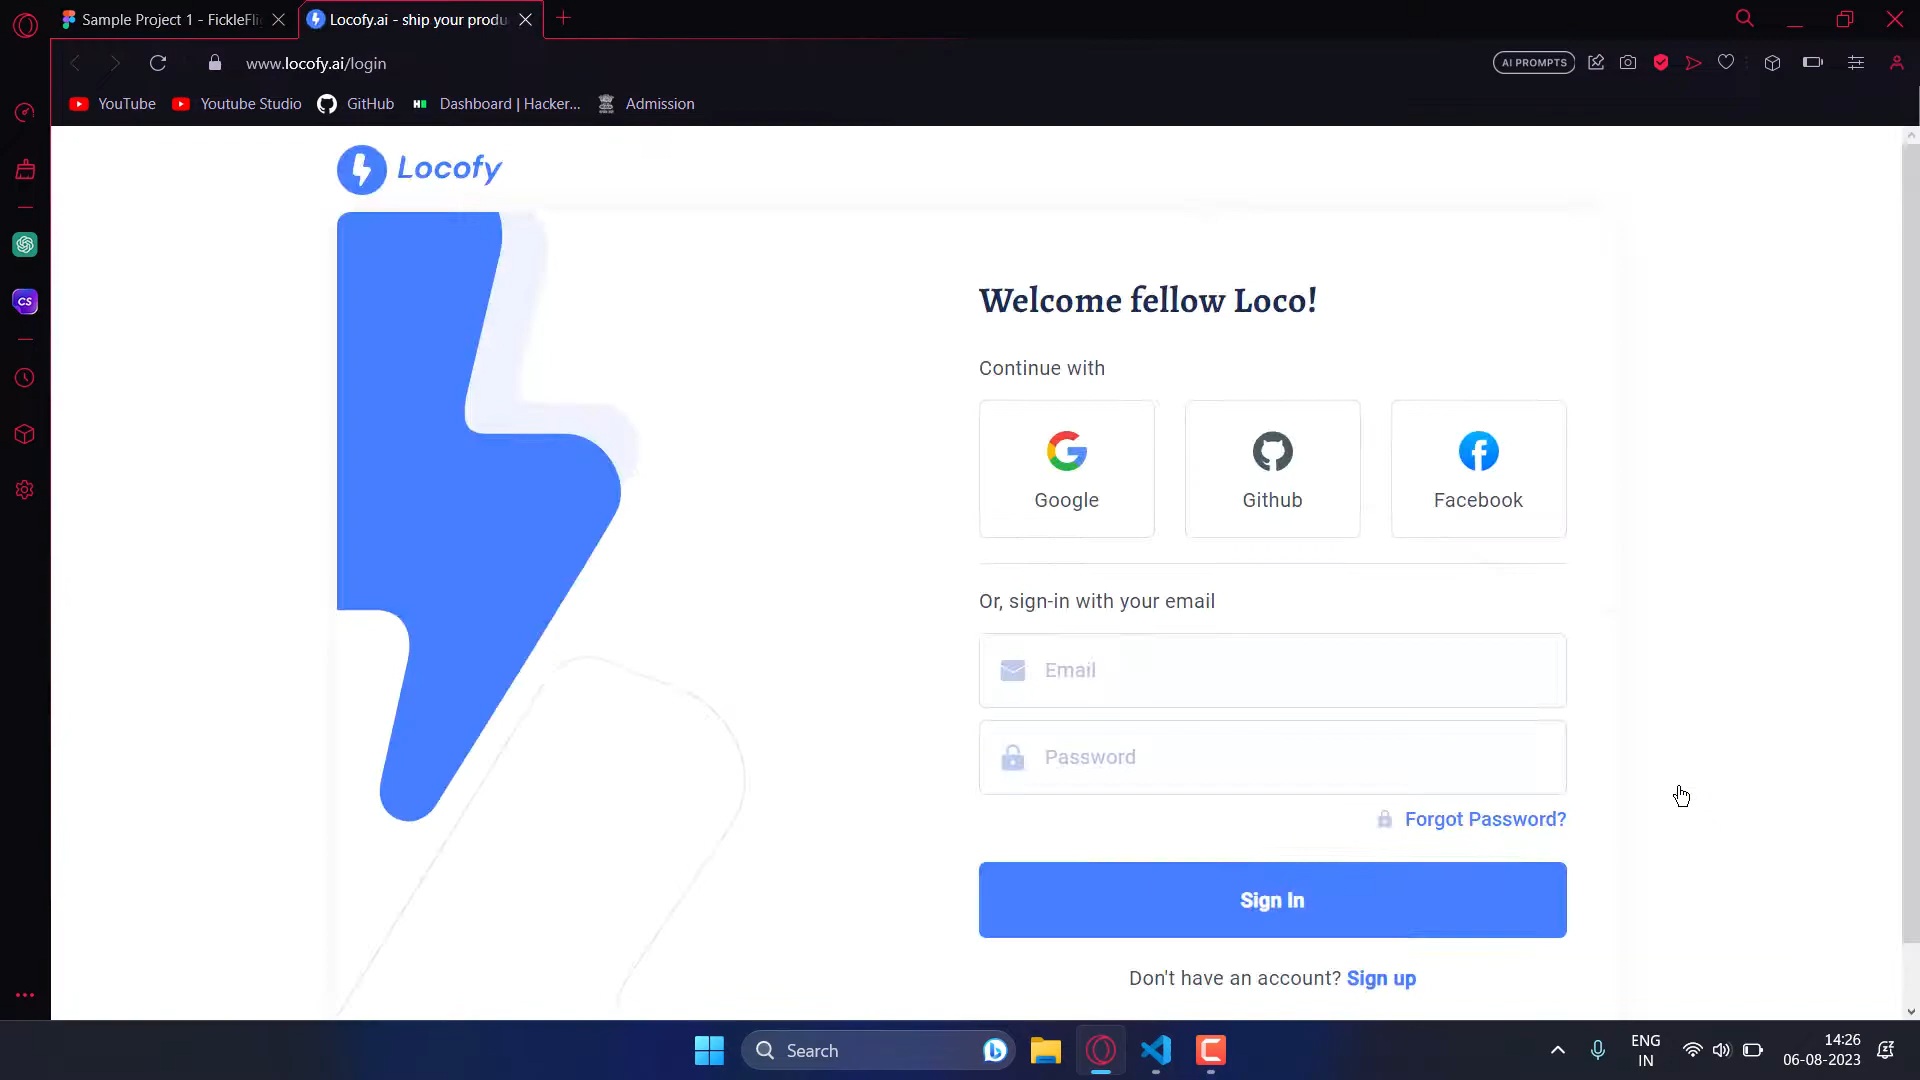 Sample Project 1 - FickleFli
Locofy.ai - ship your produ
www.locofy.ai/login
AI PROMPTS
YouTube
Youtube Studio
GitHub
Dashboard | Hacker...
Admission
CS
Locofy
Welcome fellow Loco!
Continue with
Google
Github
Facebook
Or, sign-in with your email
Email
Password
Forgot Password?
Sign In
Don't have an account? Sign up
Search
ENG
IN
14:26
06-08-2023